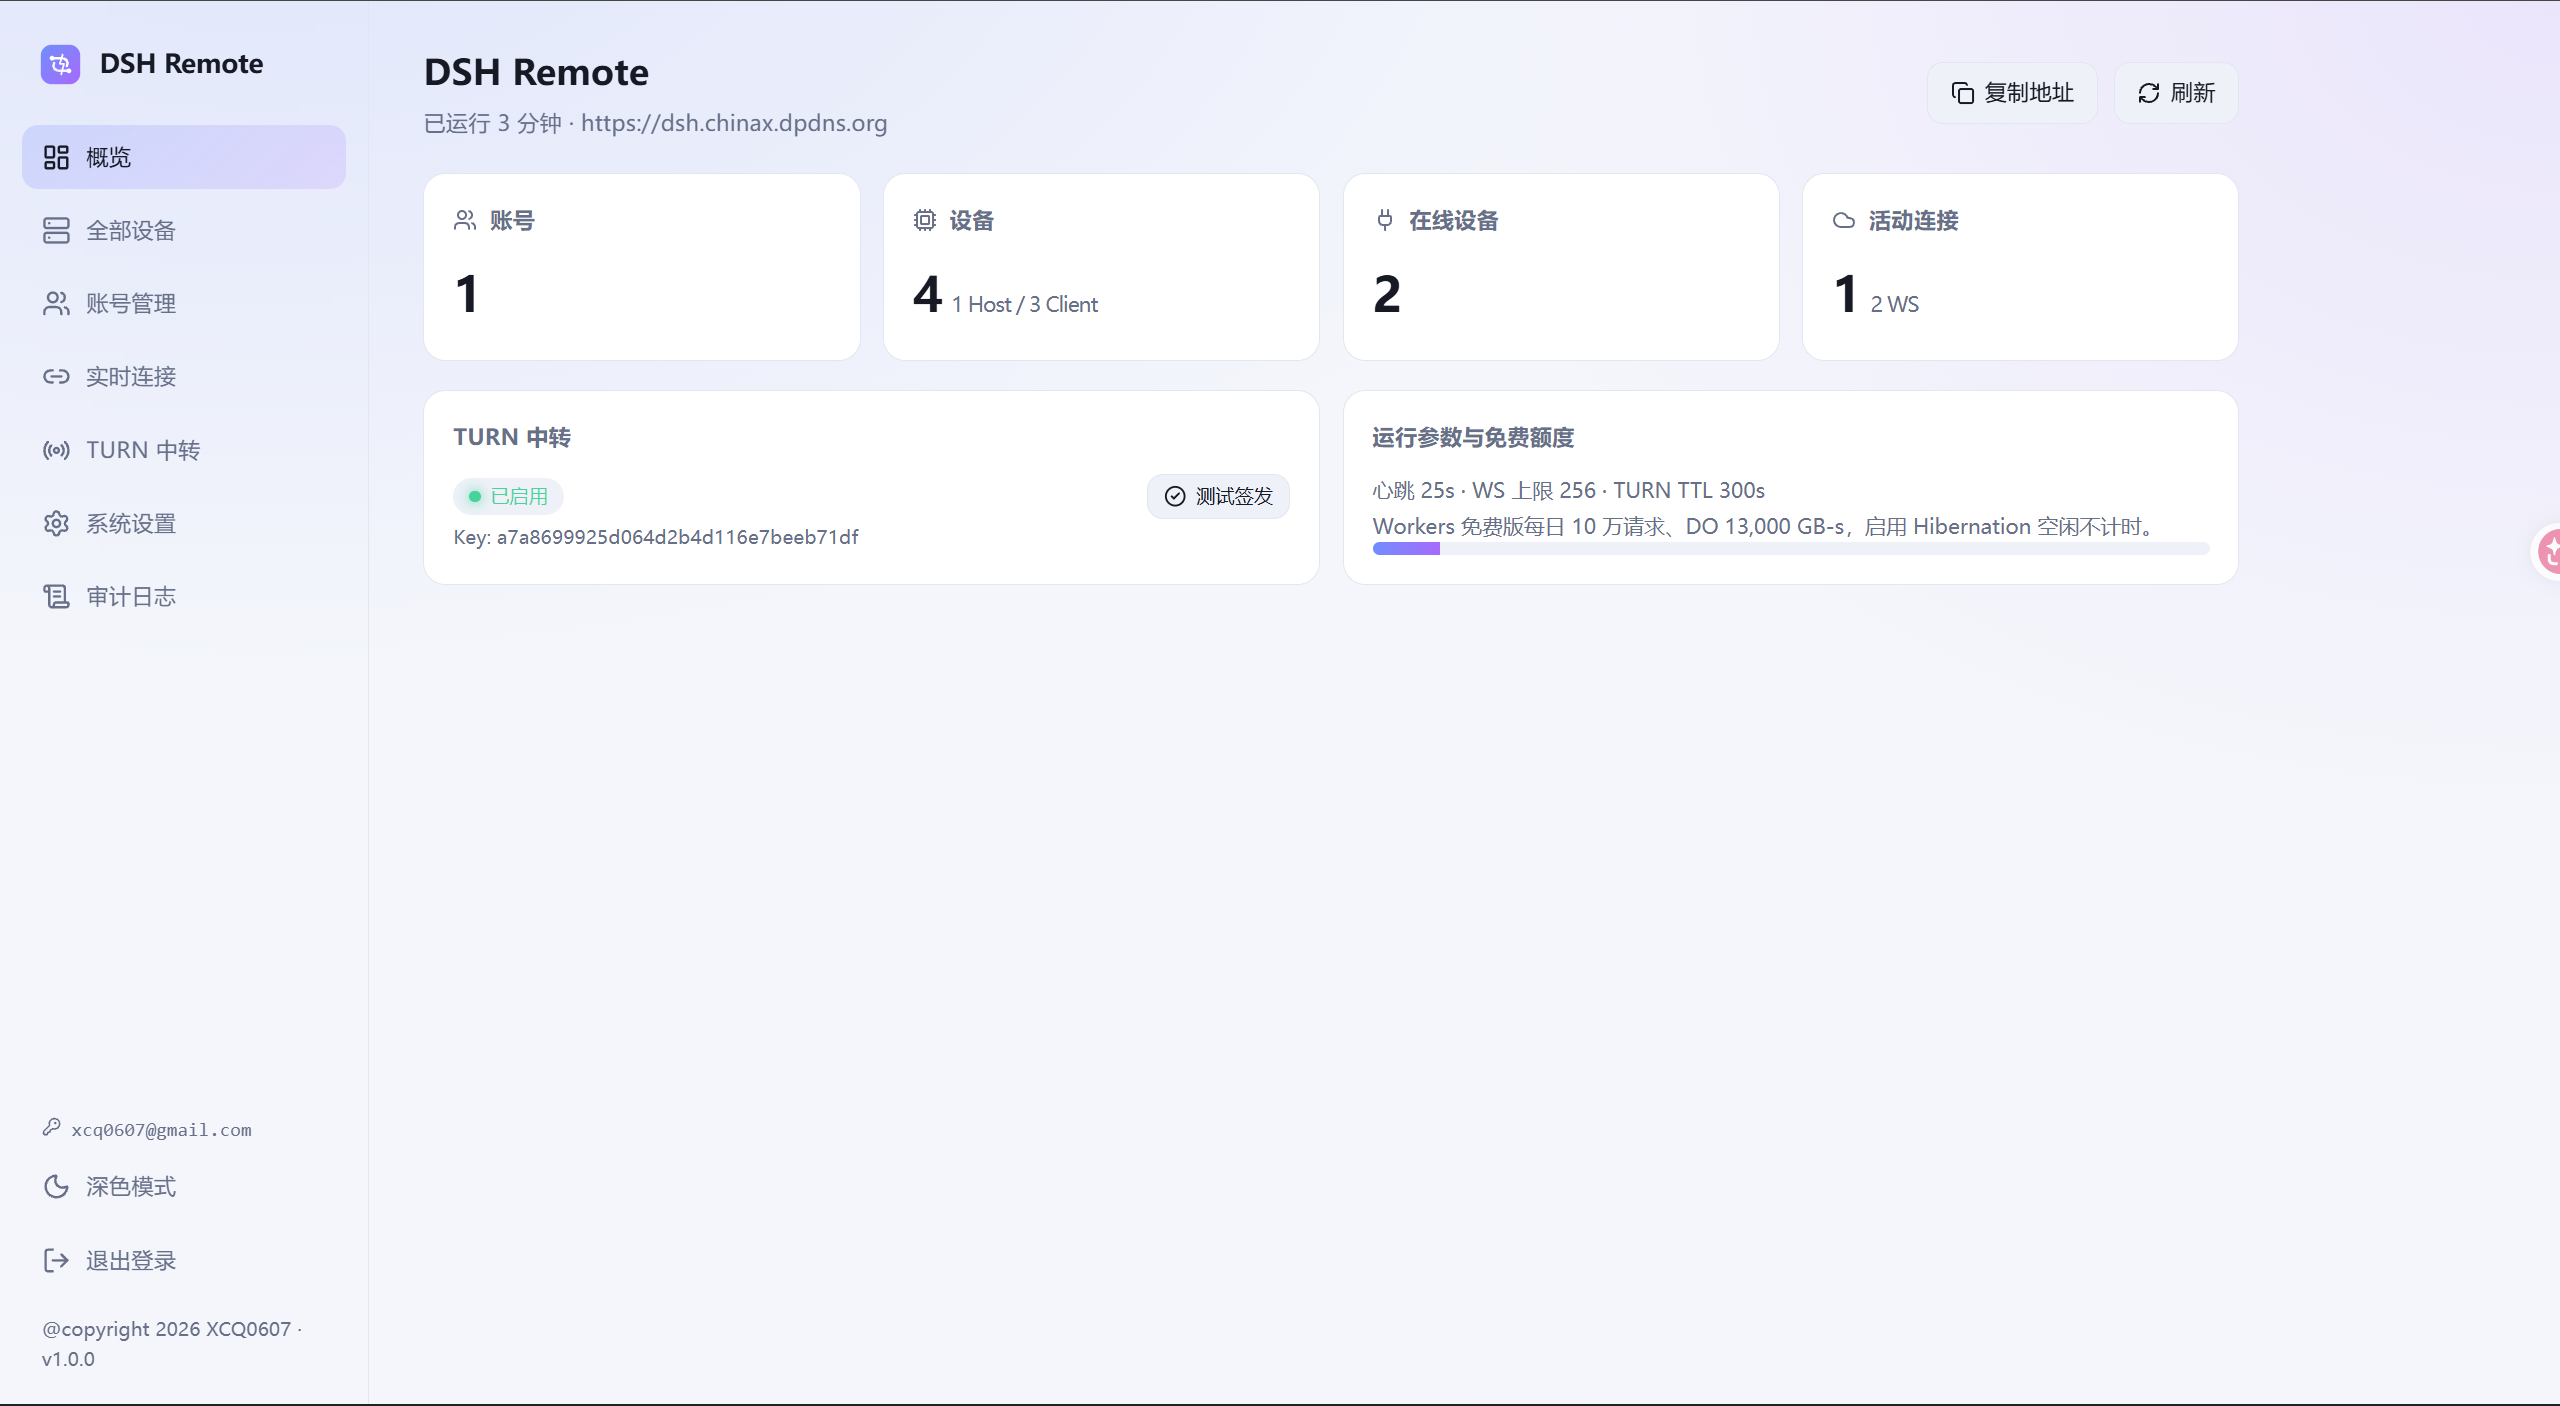 DSH Remote
概览
全部设备
账号管理
实时连接
TURN 中转
系统设置
审计日志
xcq0607@gmail.com
深色模式
退出登录
@copyright 2026 XCQ0607 ·
v1.0.0
DSH Remote
已运行 3 分钟 · https://dsh.chinax.dpdns.org
复制地址
刷新
账号
1
设备
4 1 Host / 3 Client
在线设备
2
活动连接
1 2 WS
TURN 中转
已启用
测试签发
Key: a7a8699925d064d2b4d116e7beeb71df
运行参数与免费额度
心跳 25s · WS 上限 256 · TURN TTL 300s
Workers 免费版每日 10 万请求、DO 13,000 GB-s，启用 Hibernation 空闲不计时。